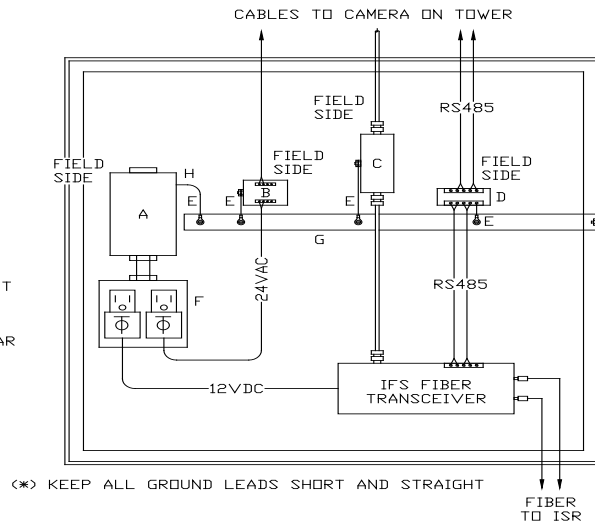 CABLES TO CAMERA ON TOWER
FIELD
SIDE
RS485
FIELD
SIDE
FIELD
SIDE
FIELD
SIDE
H
C
B
D
A
E
E
E
E
G
24VAC
RS485
T
F
AR
12VDC
IFS FIBER
TRANSCEIVER
(*) KEEP ALL GROUND LEADS SHORT AND STRAIGHT
FIBER
TO ISR